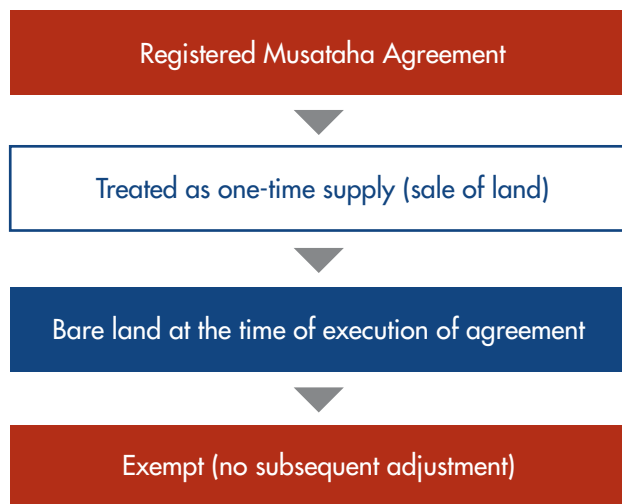 Registered Musataha Agreement
Treated as one-time supply (sale of land)
Bare land at the time of execution of agreement
Exempt (no subsequent adjustment)